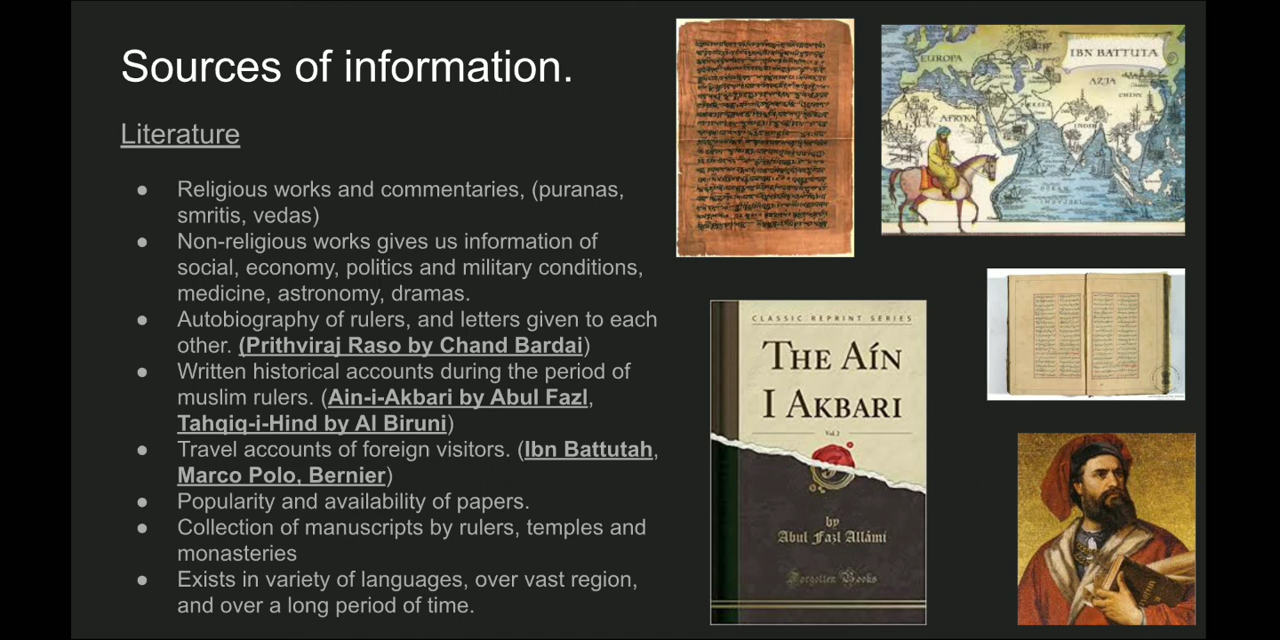 Sources of information.
Literature
● Religious works and commentaries, (puranas,
smritis, vedas)
● Non-religious works gives us information of
social, economy, politics and military conditions,
medicine, astronomy, dramas.
● Autobiography of rulers, and letters given to each
other. (Prithviraj Raso by Chand Bardai)
● Written historical accounts during the period of
muslim rulers. (Ain-i-Akbari by Abul Fazl,
Tahqiq-i-Hind by Al Biruni)
● Travel accounts of foreign visitors. (Ibn Battutah,
Marco Polo, Bernier)
● Popularity and availability of papers.
● Collection of manuscripts by rulers, temples and
monasteries
● Exists in variety of languages, over vast region,
and over a long period of time.
IBN BATTUTA
EUROPA
AZJA
CHINY
AFRYKA
CLASSIC REPRINT SERIES
THE AÍN
I AKBARI
Vol. 2
by
Abul Fazl Allámi
Forgotten Books